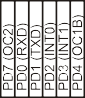 PD7 (OC2)
PD0 (RXD)
PD1 (TXD)
PD2 (INT0)
PD3 (INT1)
PD4 (OC1B)